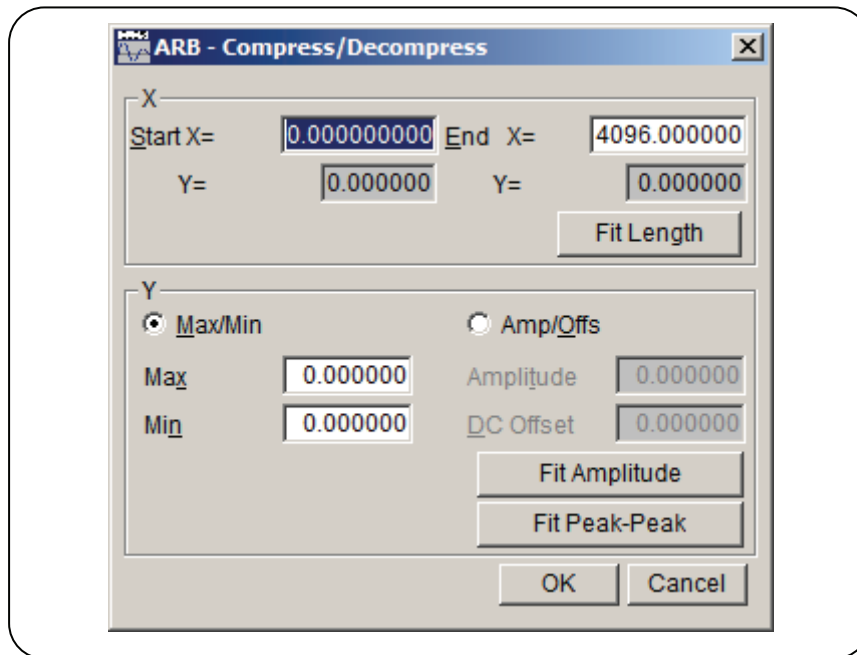 ARB - Compress/Decompress
X
Start X= 0.000000000 End X= 4096.000000
Y= 0.000000 Y= 0.000000
Fit Length
Y
Max/Min Amp/Offs
Max 0.000000 Amplitude 0.000000
Min 0.000000 DC Offset 0.000000
Fit Amplitude
Fit Peak-Peak
OK Cancel